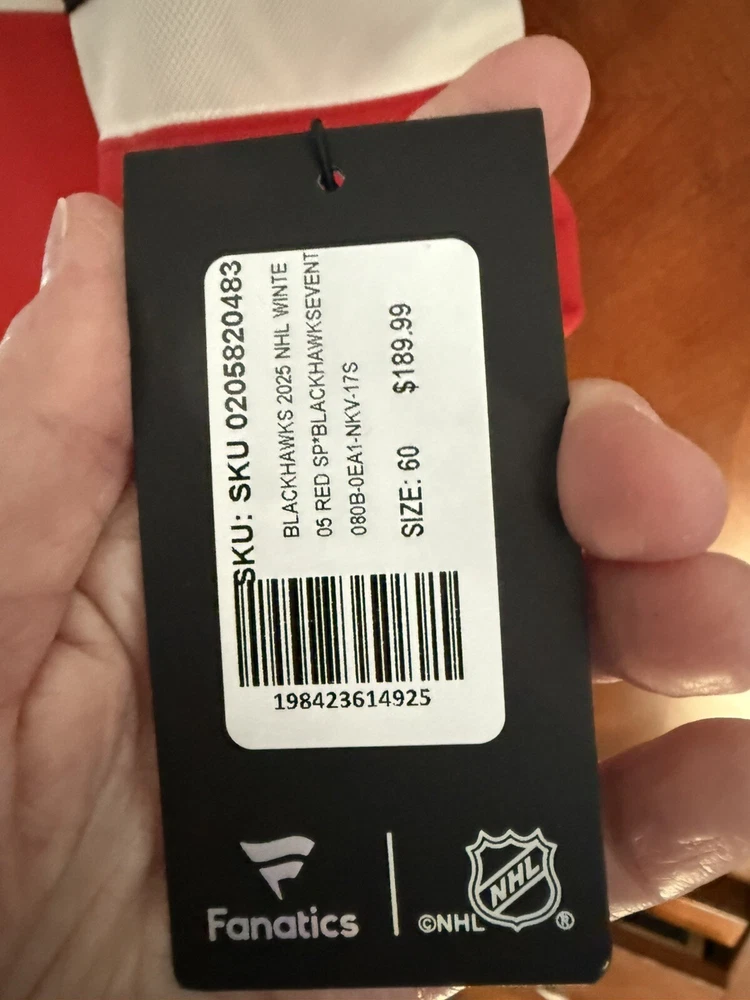 SKU: SKU 0205820483
BLACKHAWKS 2025 NHL WINTE
05 RED SP*BLACKHAWKSEVENT
080B-0EA1-NKV-17S
SIZE: 60 $189.99
198423614925
Fanatics
©NHL NHL ®